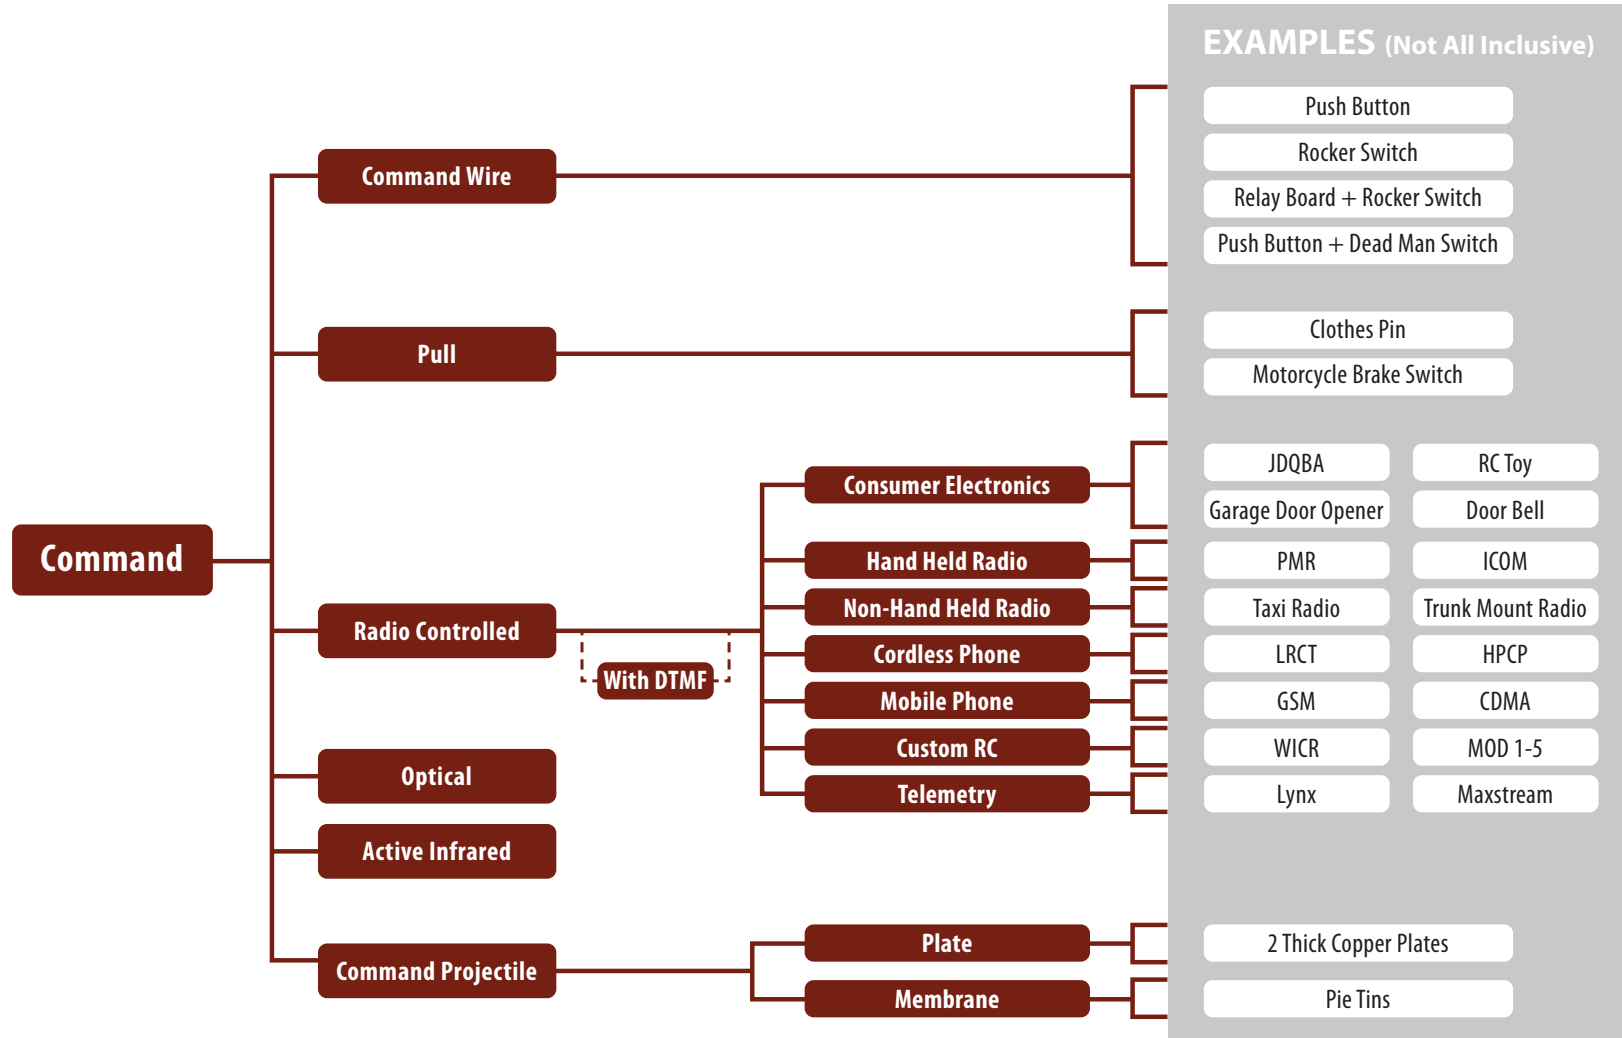 EXAMPLES (Not All Inclusive)
Command
Command Wire
Push Button
Rocker Switch
Relay Board + Rocker Switch
Push Button + Dead Man Switch
Pull
Clothes Pin
Motorcycle Brake Switch
Radio Controlled
With DTMF
Consumer Electronics
JDQBA
RC Toy
Garage Door Opener
Door Bell
Hand Held Radio
PMR
ICOM
Non-Hand Held Radio
Taxi Radio
Trunk Mount Radio
Cordless Phone
LRCT
HPCP
Mobile Phone
GSM
CDMA
Custom RC
WICR
MOD 1-5
Telemetry
Lynx
Maxstream
Optical
Active Infrared
Command Projectile
Plate
2 Thick Copper Plates
Membrane
Pie Tins